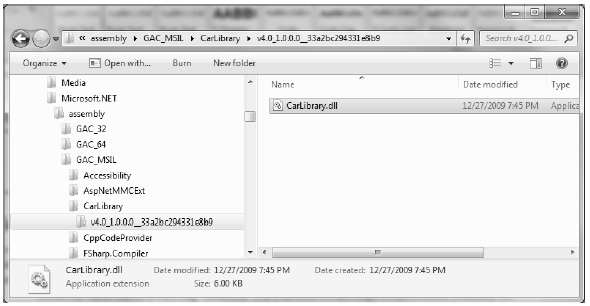 « assembly ▸ GAC_MSIL ▸ CarLibrary ▸ v4.0_1.0.0.0__33a2bc294331e8b9
Search v4.0_1.0.0....
Organize Open with... Burn New folder
Media
Microsoft.NET
assembly
GAC_32
GAC_64
GAC_MSIL
Accessibility
AspNetMMCExt
CarLibrary
v4.0_1.0.0.0__33a2bc294331e8b9
CppCodeProvider
FSharp.Compiler
Name Date modified Type
CarLibrary.dll 12/27/2009 7:45 PM Applica
CarLibrary.dll Date modified: 12/27/2009 7:45 PM Date created: 12/27/2009 7:45 PM
Application extension Size: 6.00 KB